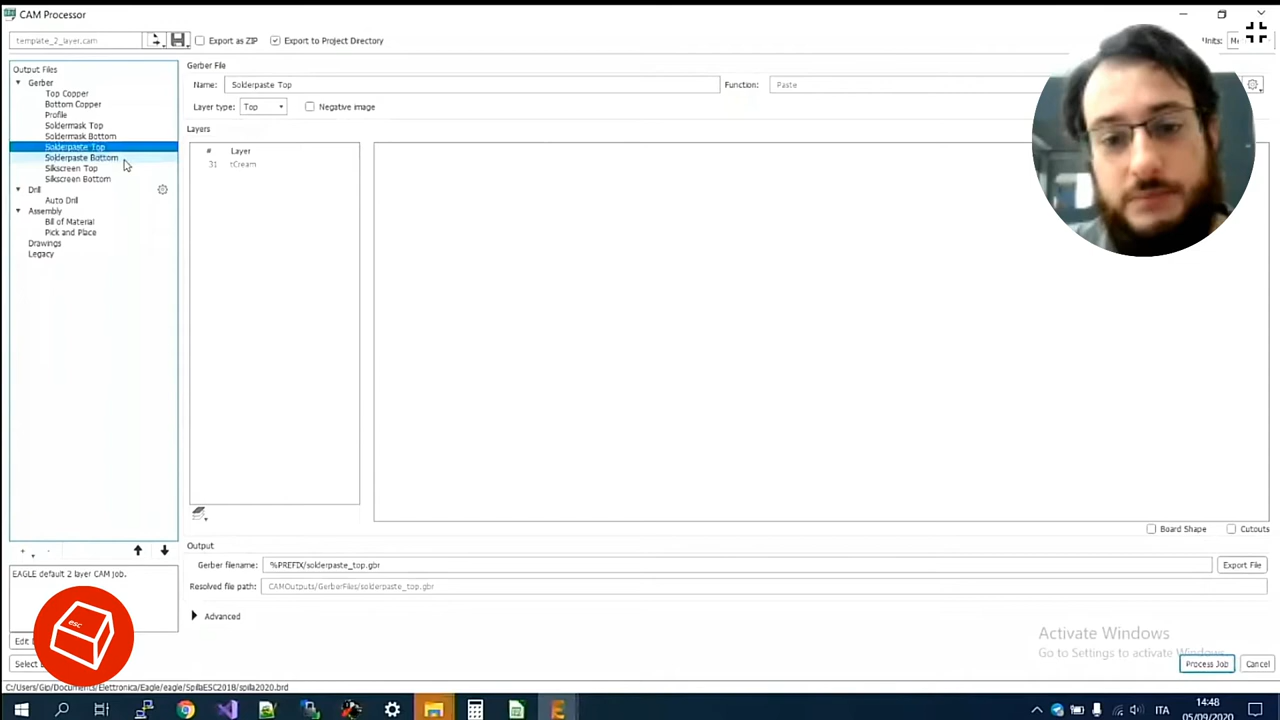 CAM Processor
template_2_layer.cam
Export as ZIP
Export to Project Directory
Units:
Output Files
Gerber
Top Copper
Bottom Copper
Profile
Soldermask Top
Soldermask Bottom
Solderpaste Top
Solderpaste Bottom
Silkscreen Top
Silkscreen Bottom
Drill
Auto Drill
Assembly
Bill of Material
Pick and Place
Drawings
Legacy
Gerber File
Name: Solderpaste Top
Function: Paste
Layer type: Top
Negative image
Layers
# Layer
31 tCream
Board Shape
Cutouts
Output
Gerber filename: %PREFIX/solderpaste_top.gbr
Export File
Resolved file path: CAMOutputs/GerberFiles/solderpaste_top.gbr
Advanced
EAGLE default 2 layer CAM job.
esc
Edit
Select
Activate Windows
Go to Settings to activate Windows.
Process Job
Cancel
C:/Users/Gip/Documents/Elettronica/Eagle/eagle/SpillaESC2018/spilla2020.brd
ITA
14:48
05/09/2020